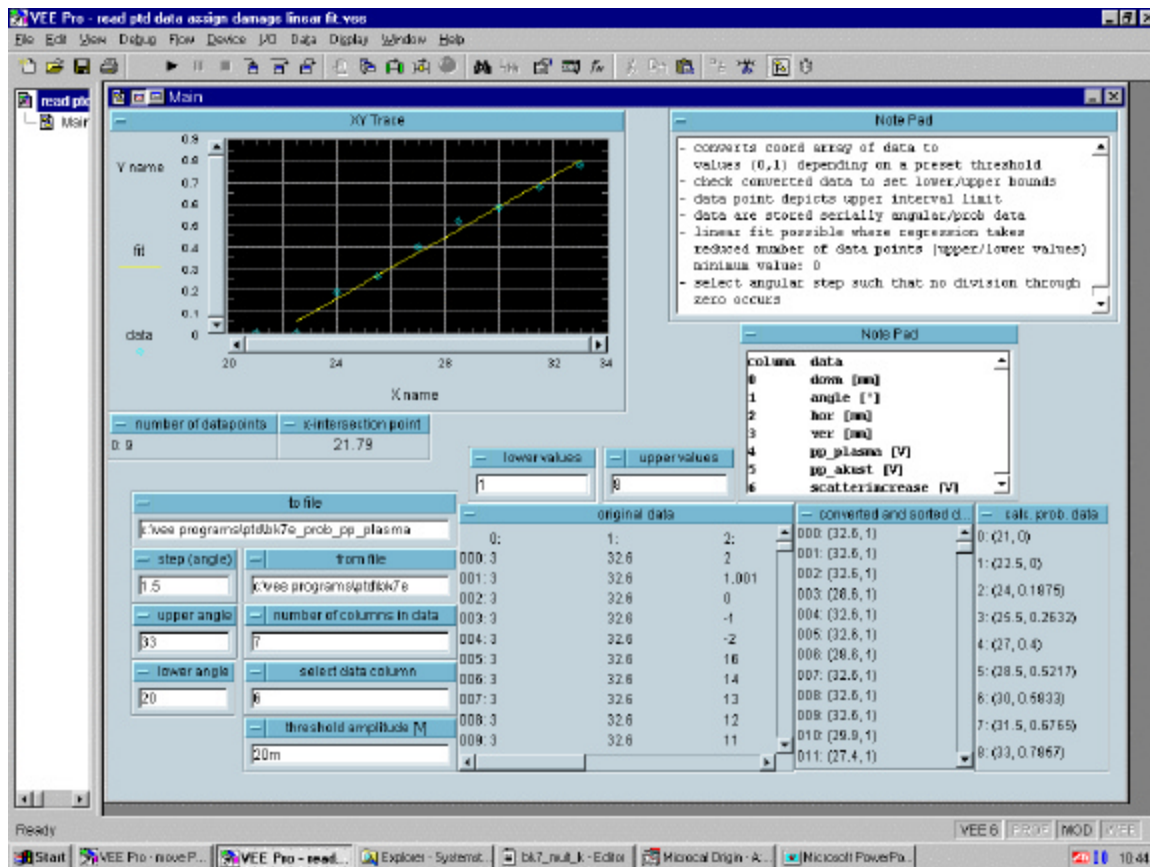 VEE Pro - read ptd data assign damage linear fit.vee
File Edit View Debug Flow Device I/O Data Display Window Help
read ptd
Main
Main
XY Trace
Y name
0.9
0.8
0.7
0.6
0.5
0.4
0.3
0.2
0.1
0
fit
data
20 24 28 32 34
X name
Note Pad
- converts coord array of data to
values (0,1) depending on a preset threshold
- check converted data to set lower/upper bounds
- data point depicts upper interval limit
- data are stored serially angular/prob data
- linear fit possible where regression takes
reduced number of data points (upper/lower values)
minimum value: 0
- select angular step such that no division through
zero occurs
Note Pad
column data
0 down [mm]
1 angle [°]
2 hor [mm]
3 ver [mm]
4 pp_plasma [V]
5 pp_akust [V]
6 scatterincrease [V]
number of datapoints
0: 9
x-intersection point
21.79
lower values
1
upper values
8
to file
c:\vee programs\ptd\bk7e_prob_pp_plasma
step (angle)
1.5
from file
c:\vee programs\ptd\bk7e
upper angle
33
number of columns in data
7
lower angle
20
select data column
6
threshold amplitude [V]
20m
original data
0: 1: 2:
000: 3 32.6 2
001: 3 32.6 1.001
002: 3 32.6 0
003: 3 32.6 -1
004: 3 32.6 -2
005: 3 32.6 16
006: 3 32.6 14
007: 3 32.6 13
008: 3 32.6 12
009: 3 32.6 11
converted and sorted d...
000: (32.6, 1)
001: (32.6, 1)
002: (32.6, 1)
003: (28.6, 1)
004: (32.6, 1)
005: (32.6, 1)
006: (28.6, 1)
007: (32.6, 1)
008: (32.6, 1)
009: (32.6, 1)
010: (29.9, 1)
011: (27.4, 1)
calc. prob. data
0: (21, 0)
1: (22.5, 0)
2: (24, 0.1875)
3: (25.5, 0.2632)
4: (27, 0.4)
5: (28.5, 0.5217)
6: (30, 0.5833)
7: (31.5, 0.6765)
8: (33, 0.7867)
Ready
VEE 6 PROF MOD WEB
Start VEE Pro - move P... VEE Pro - read... Explorer - Systemst... bk7_mult_k - Editor Microcal Origin - A:... Microsoft PowerPo... 10:44